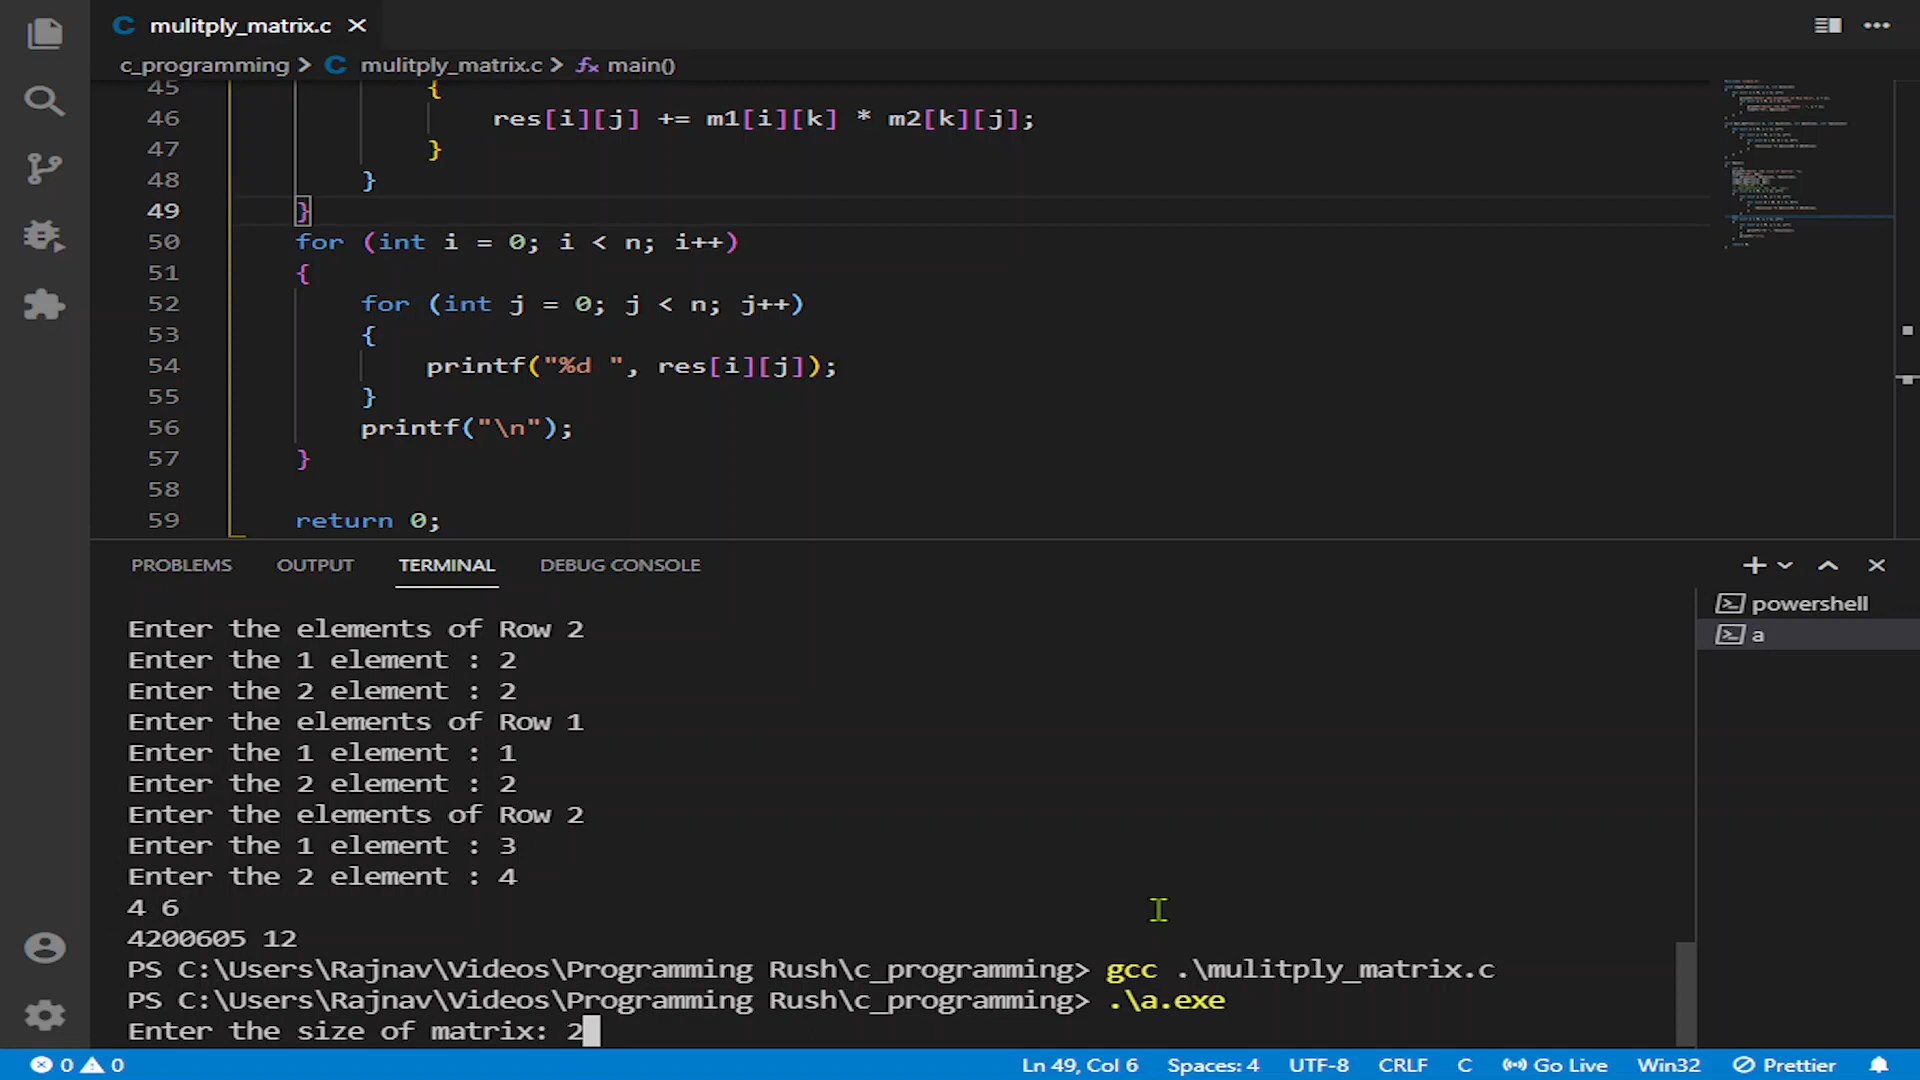 mulitply_matrix.c
c_programming > mulitply_matrix.c > main()
45 {
46 res[i][j] += m1[i][k] * m2[k][j];
47 }
48 }
49 }
50 for (int i = 0; i < n; i++)
51 {
52 for (int j = 0; j < n; j++)
53 {
54 printf("%d ", res[i][j]);
55 }
56 printf("\n");
57 }
58
59 return 0;
PROBLEMS OUTPUT TERMINAL DEBUG CONSOLE
powershell
a
Enter the elements of Row 2
Enter the 1 element : 2
Enter the 2 element : 2
Enter the elements of Row 1
Enter the 1 element : 1
Enter the 2 element : 2
Enter the elements of Row 2
Enter the 1 element : 3
Enter the 2 element : 4
4 6
4200605 12
PS C:\Users\Rajnav\Videos\Programming Rush\c_programming> gcc .\mulitply_matrix.c
PS C:\Users\Rajnav\Videos\Programming Rush\c_programming> .\a.exe
Enter the size of matrix: 2
0 0 Ln 49, Col 6 Spaces: 4 UTF-8 CRLF C Go Live Win32 Prettier